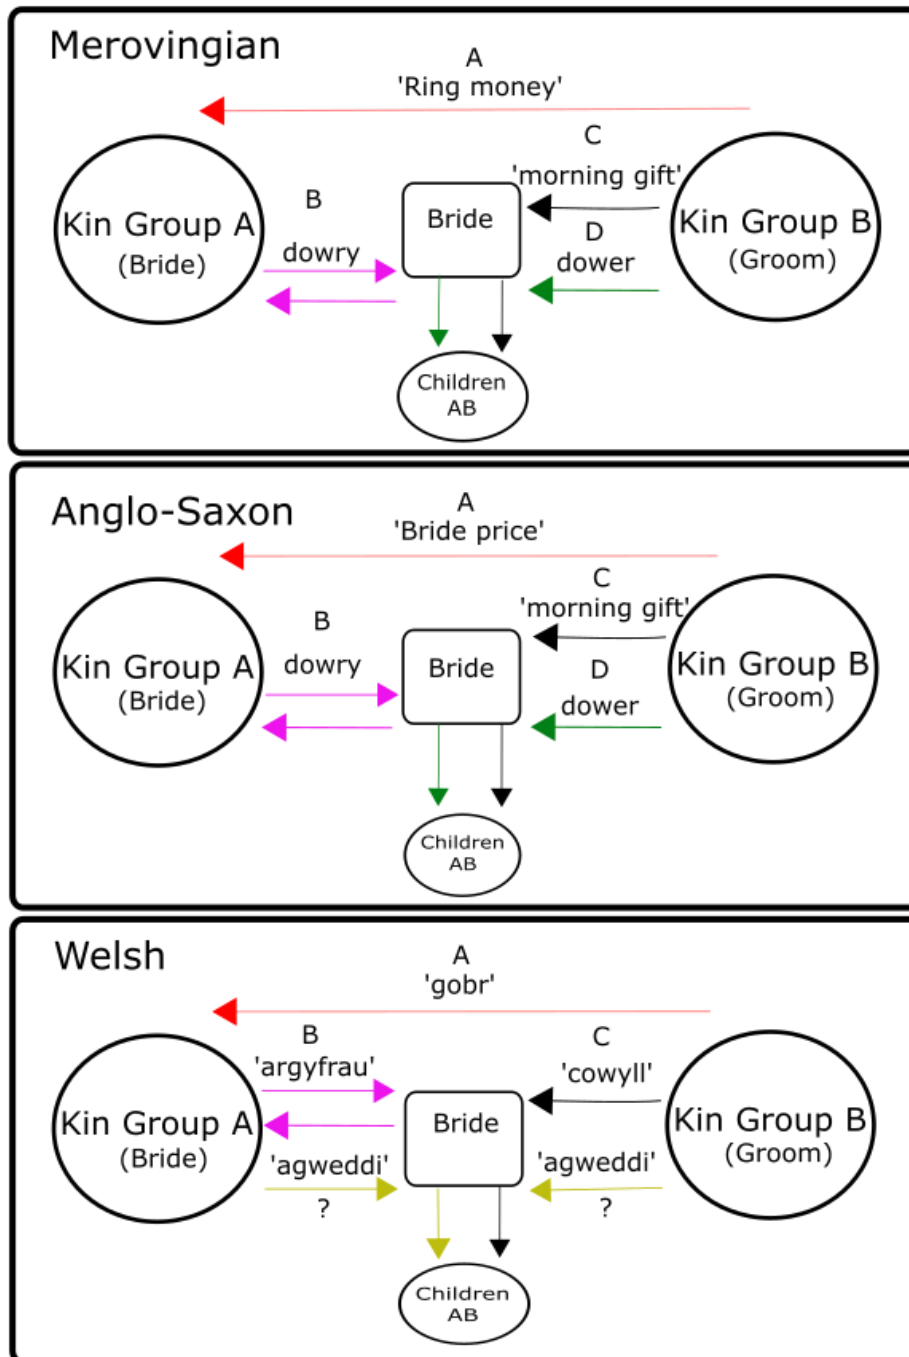 Merovingian
A
'Ring money'
C
'morning gift'
B
Bride
Kin Group A
(Bride)
Kin Group B
(Groom)
D
dowry
dower
Children
AB
Anglo-Saxon
A
'Bride price'
C
'morning gift'
B
Kin Group A
(Bride)
dowry
Bride
Kin Group B
(Groom)
D
dower
Children
AB
Welsh
A
'gobr'
B
'argyfrau'
C
'cowyll'
Kin Group A
(Bride)
Bride
Kin Group B
(Groom)
'agweddi'
?
'agweddi'
?
Children
AB